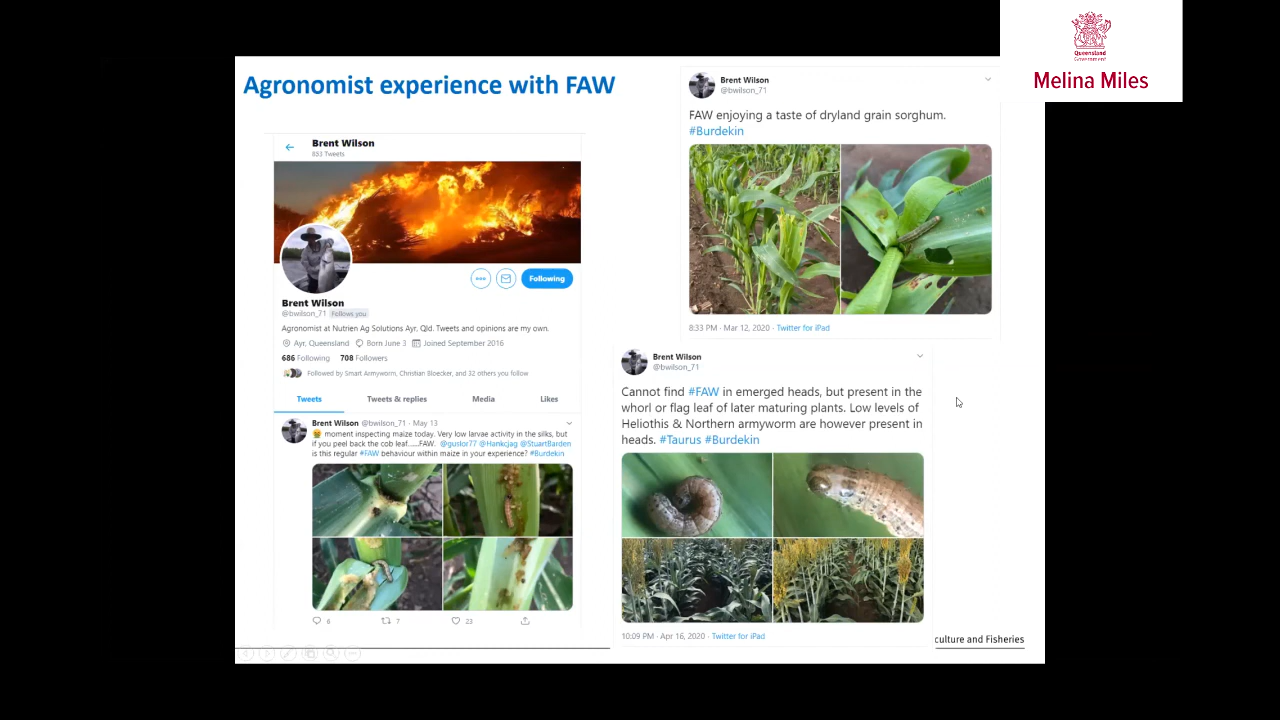 Queensland
Government
Melina Miles
Agronomist experience with FAW
Brent Wilson
853 Tweets
Following
Brent Wilson
@bwilson_71 Follows you
Agronomist at Nutrien Ag Solutions Ayr, Qld. Tweets and opinions are my own.
Ayr, Queensland Born June 3 Joined September 2016
686 Following 708 Followers
Followed by Smart Armyworm, Christian Bloecker, and 32 others you follow
Tweets Tweets & replies Media Likes
Brent Wilson @bwilson_71 · May 13
moment inspecting maize today. Very low larvae activity in the silks, but
if you peel back the cob leaf......FAW. @guslor77 @Hankcjag @StuartBarden
is this regular #FAW behaviour within maize in your experience? #Burdekin
6 7 23
Brent Wilson
@bwilson_71
FAW enjoying a taste of dryland grain sorghum.
#Burdekin
8:33 PM · Mar 12, 2020 · Twitter for iPad
Brent Wilson
@bwilson_71
Cannot find #FAW in emerged heads, but present in the
whorl or flag leaf of later maturing plants. Low levels of
Heliothis & Northern armyworm are however present in
heads. #Taurus #Burdekin
10:09 PM · Apr 16, 2020 · Twitter for iPad
culture and Fisheries